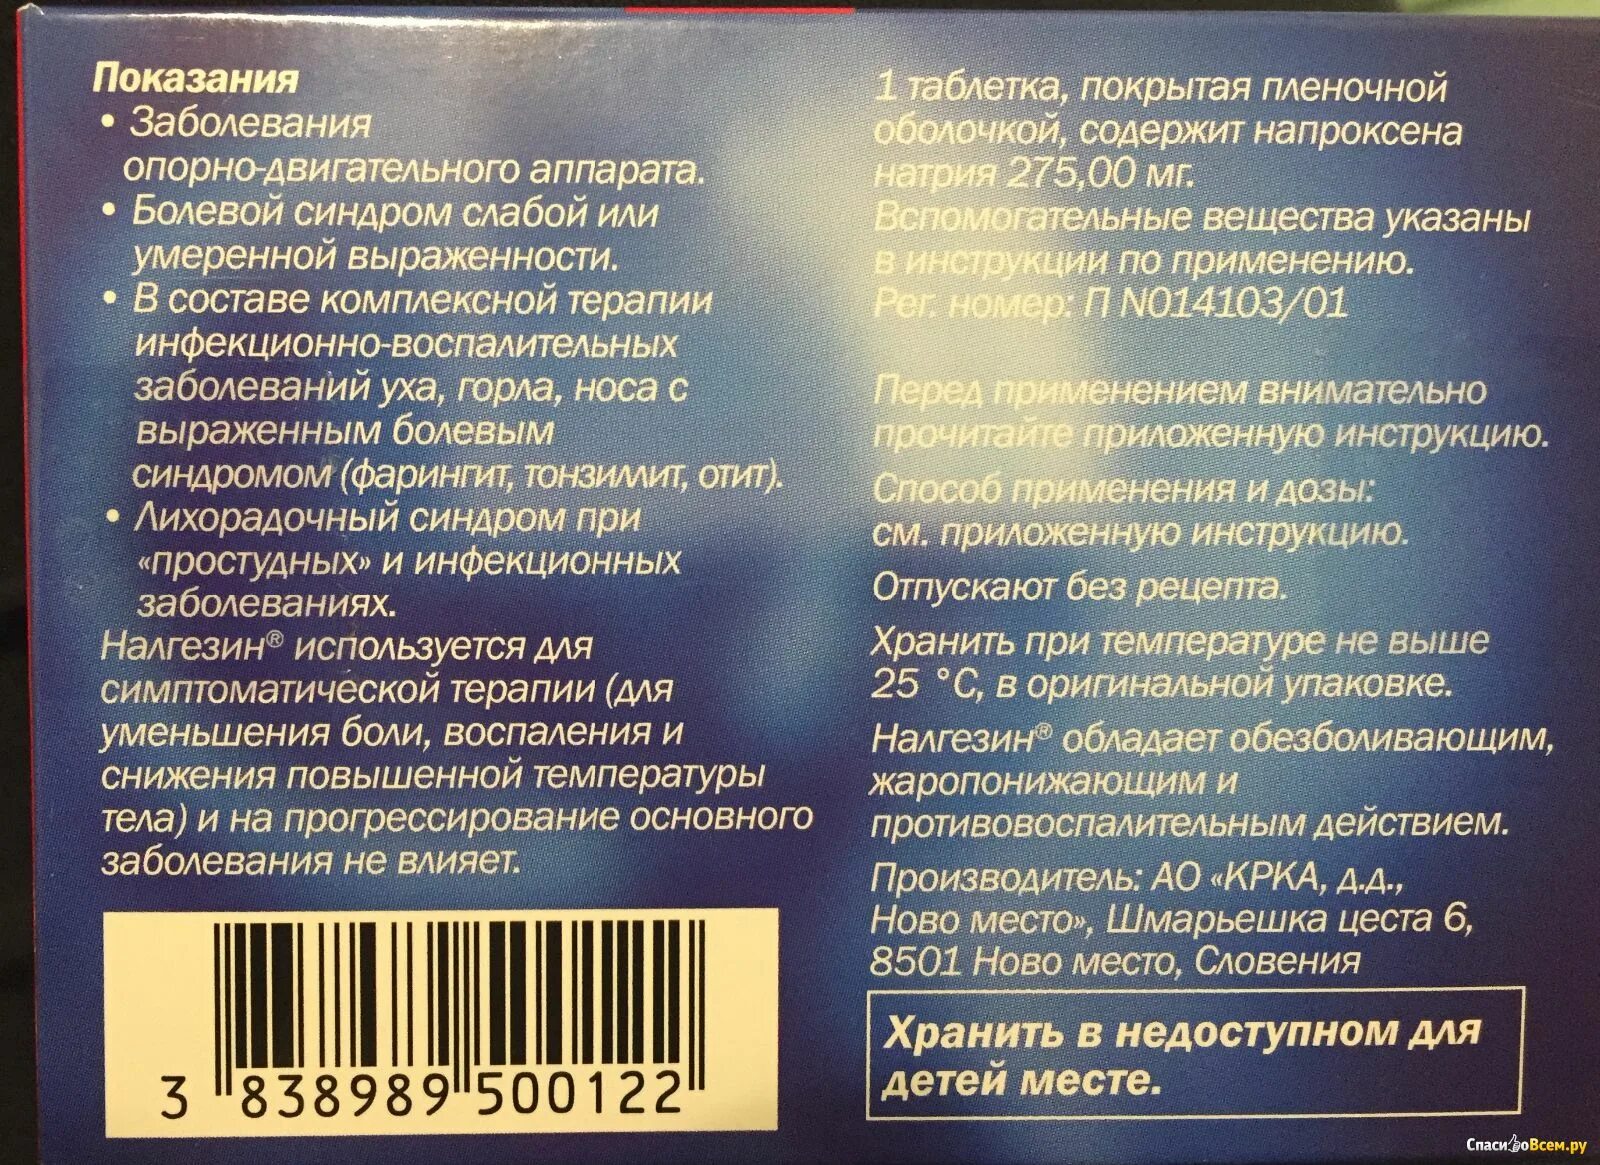 Показания
• Заболевания
опорно-двигательного аппарата.
• Болевой синдром слабой или
умеренной выраженности.
• В составе комплексной терапии
инфекционно-воспалительных
заболеваний уха, горла, носа с
выраженным болевым
синдромом (фарингит, тонзиллит, отит).
• Лихорадочный синдром при
«простудных» и инфекционных
заболеваниях.
Налгезин® используется для
симптоматической терапии (для
уменьшения боли, воспаления и
снижения повышенной температуры
тела) и на прогрессирование основного
заболевания не влияет.
3 838989 500122
1 таблетка, покрытая пленочной
оболочкой, содержит напроксена
натрия 275,00 мг.
Вспомогательные вещества указаны
в инструкции по применению.
Рег. номер: П N014103/01
Перед применением внимательно
прочитайте приложенную инструкцию.
Способ применения и дозы:
см. приложенную инструкцию.
Отпускают без рецепта.
Хранить при температуре не выше
25 °С, в оригинальной упаковке.
Налгезин® обладает обезболивающим,
жаропонижающим и
противовоспалительным действием.
Производитель: АО «КРКА, д.д.,
Ново место», Шмарьешка цеста 6,
8501 Ново место, Словения
Хранить в недоступном для
детей месте.
СпасибоВсем.ру